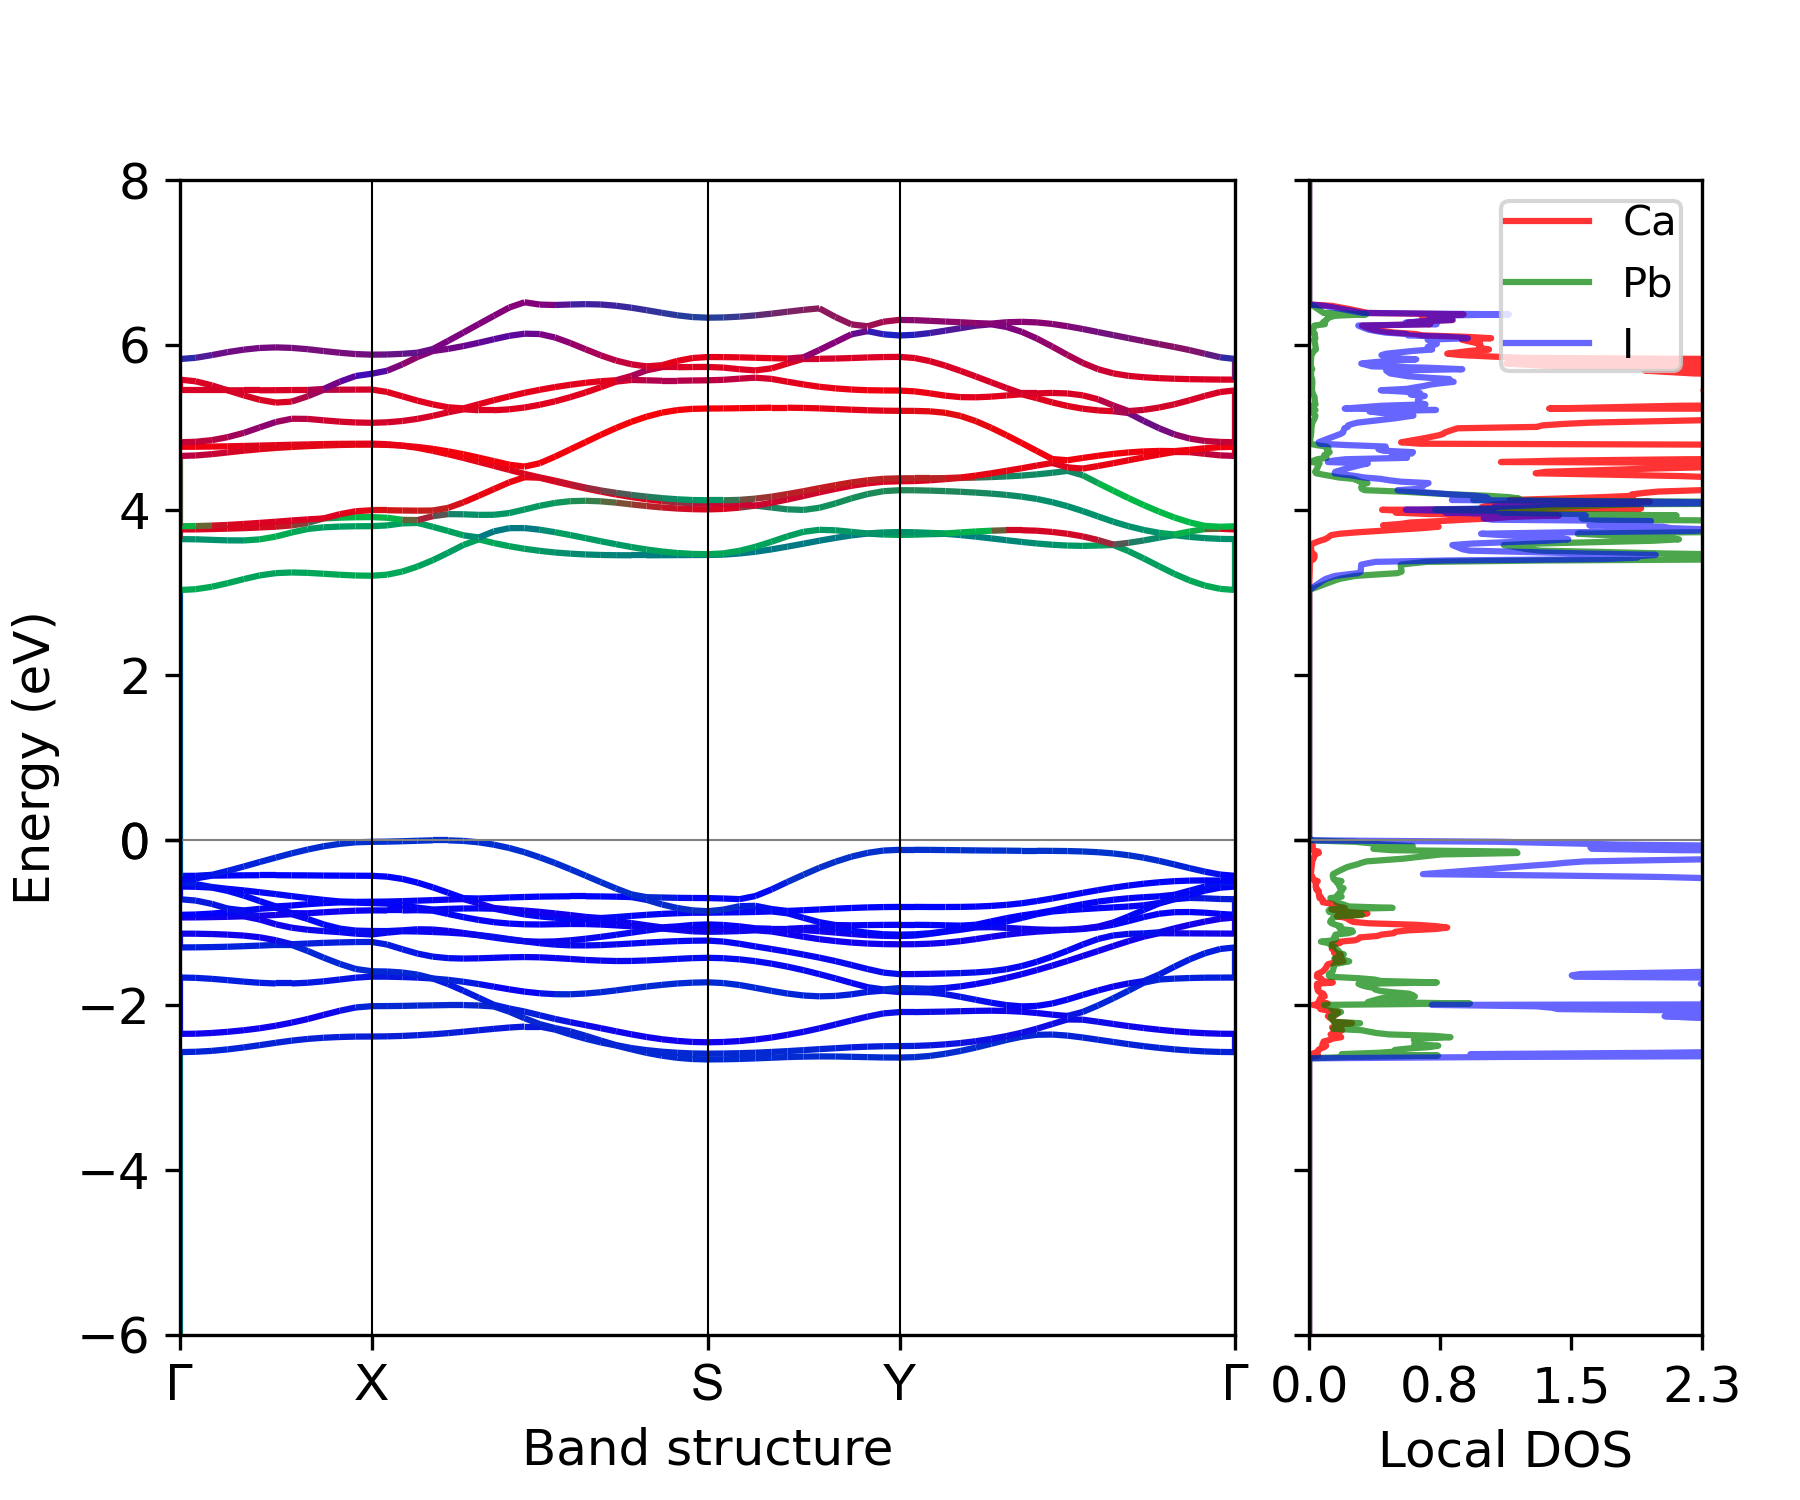 8
6
4
2
0
−2
−4
−6
Energy (eV)
Γ X S Y Γ
Band structure
Ca
Pb
I
0.0 0.8 1.5 2.3
Local DOS